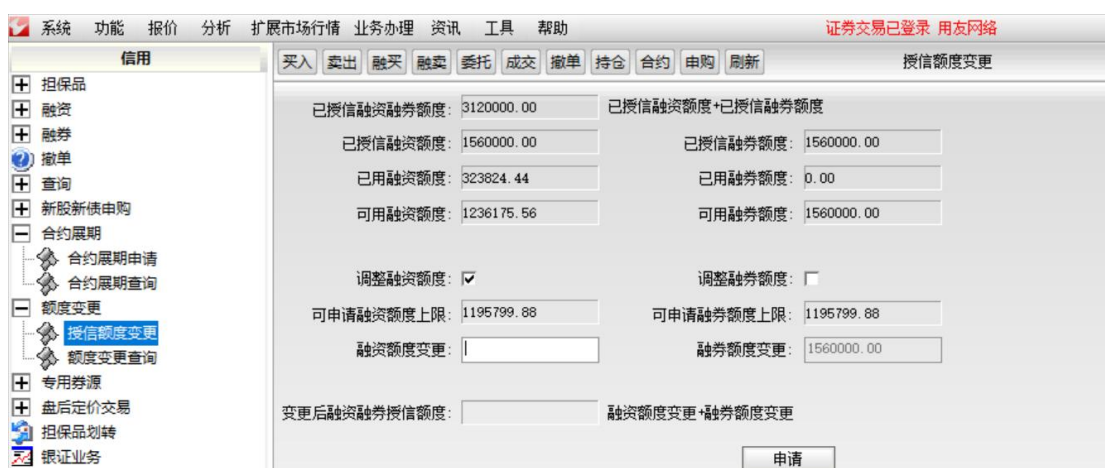 系统 功能 报价 分析 扩展市场行情 业务办理 资讯 工具 帮助 证券交易已登录 用友网络
信用
买入 卖出 融买 融卖 委托 成交 撤单 持仓 合约 申购 刷新 授信额度变更
担保品
融资
融券
撤单
查询
新股新债申购
合约展期
合约展期申请
合约展期查询
额度变更
授信额度变更
额度变更查询
专用券源
盘后定价交易
担保品划转
银证业务
已授信融资融券额度: 3120000.00 已授信融资额度+已授信融券额度
已授信融资额度: 1560000.00 已授信融券额度: 1560000.00
已用融资额度: 323824.44 已用融券额度: 0.00
可用融资额度: 1236175.56 可用融券额度: 1560000.00
调整融资额度: 调整融券额度:
可申请融资额度上限: 1195799.88 可申请融券额度上限: 1195799.88
融资额度变更: 融券额度变更: 1560000.00
变更后融资融券授信额度: 融资额度变更+融券额度变更
申请